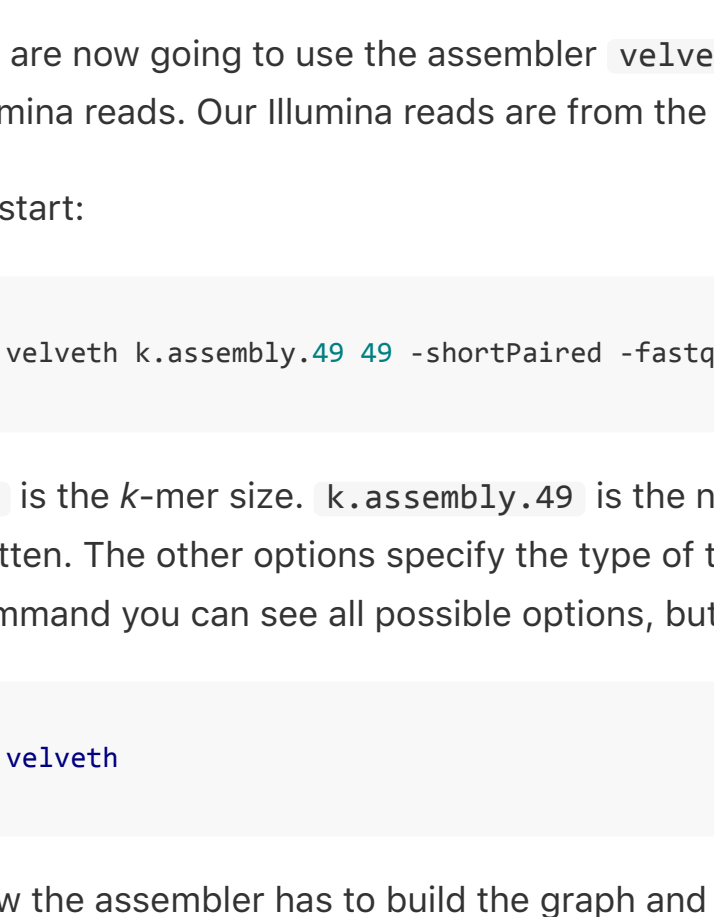 are now going to use the assembler velve
mina reads. Our Illumina reads are from the
start:
velveth k.assembly.49 49 -shortPaired -fastq
is the k-mer size. k.assembly.49 is the n
tten. The other options specify the type of t
mmand you can see all possible options, but
velveth
w the assembler has to build the graph and